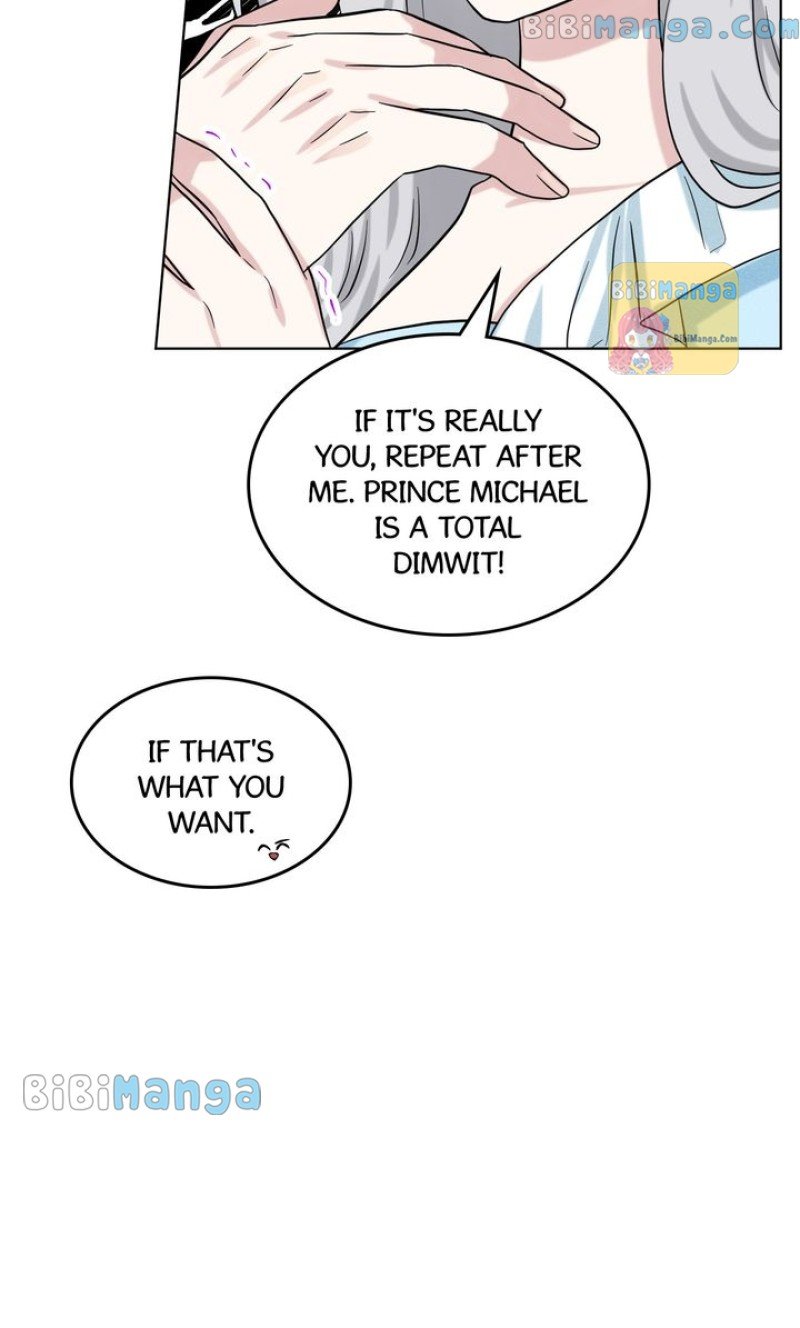 BiBiManga.Com
BiBiManga
BibiManga.Com
IF IT'S REALLY
YOU, REPEAT AFTER
ME. PRINCE MICHAEL
IS A TOTAL
DIMWIT!
IF THAT'S
WHAT YOU
WANT.
BiBiManga